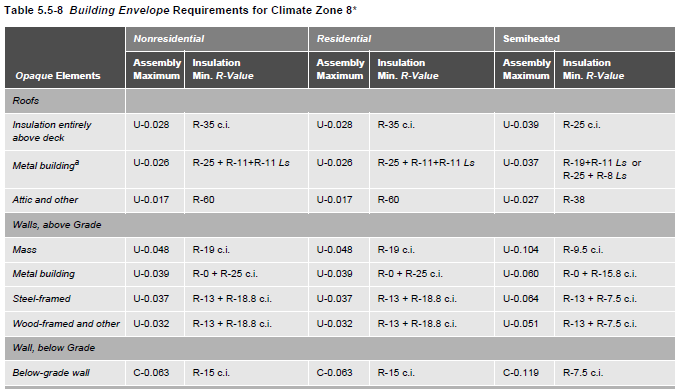 Table 5.5-8 Building Envelope Requirements for Climate Zone 8*
Nonresidential Residential Semiheated
Opaque Elements Assembly Maximum Insulation Min. R-Value Assembly Maximum Insulation Min. R-Value Assembly Maximum Insulation Min. R-Value
Roofs
Insulation entirely above deck U-0.028 R-35 c.i. U-0.028 R-35 c.i. U-0.039 R-25 c.i.
Metal buildingª U-0.026 R-25 + R-11+R-11 Ls U-0.026 R-25 + R-11+R-11 Ls U-0.037 R-19+R-11 Ls or R-25 + R-8 Ls
Attic and other U-0.017 R-60 U-0.017 R-60 U-0.027 R-38
Walls, above Grade
Mass U-0.048 R-19 c.i. U-0.048 R-19 c.i. U-0.104 R-9.5 c.i.
Metal building U-0.039 R-0 + R-25 c.i. U-0.039 R-0 + R-25 c.i. U-0.060 R-0 + R-15.8 c.i.
Steel-framed U-0.037 R-13 + R-18.8 c.i. U-0.037 R-13 + R-18.8 c.i. U-0.064 R-13 + R-7.5 c.i.
Wood-framed and other U-0.032 R-13 + R-18.8 c.i. U-0.032 R-13 + R-18.8 c.i. U-0.051 R-13 + R-7.5 c.i.
Wall, below Grade
Below-grade wall C-0.063 R-15 c.i. C-0.063 R-15 c.i. C-0.119 R-7.5 c.i.